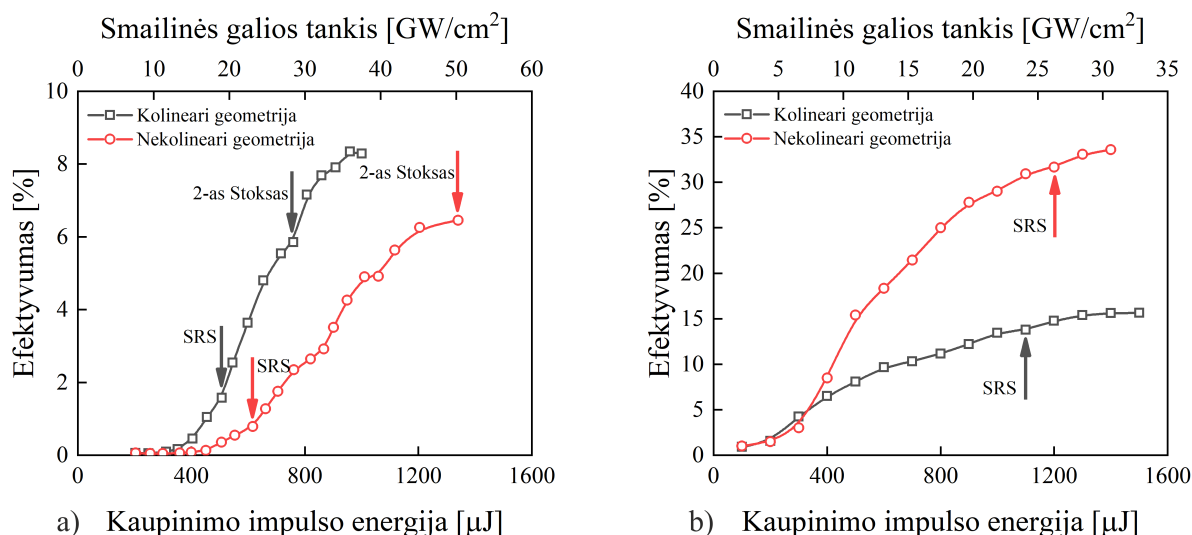 Smailinės galios tankis [GW/cm²]
0 10 20 30 40 50 60
10
8
6
4
2
0
Efektyvumas [%]
Kolineari geometrija
Nekolineari geometrija
2-as Stoksas
2-as Stoksas
SRS
SRS
0 400 800 1200 1600
a) Kaupinimo impulso energija [μJ]
Smailinės galios tankis [GW/cm²]
0 5 10 15 20 25 30 35
40
35
30
25
20
15
10
5
0
Efektyvumas [%]
Kolineari geometrija
Nekolineari geometrija
SRS
SRS
0 400 800 1200 1600
b) Kaupinimo impulso energija [μJ]